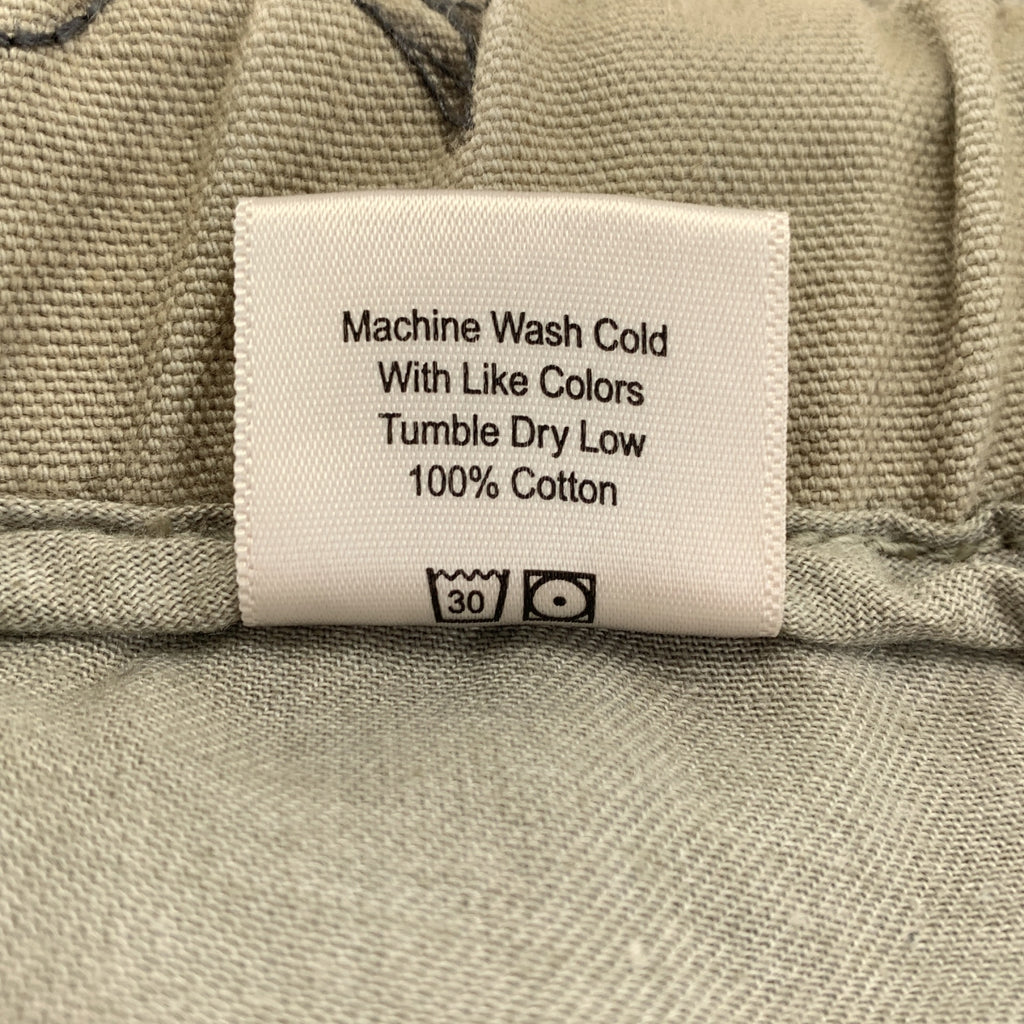 Machine Wash Cold
With Like Colors
Tumble Dry Low
100% Cotton
30